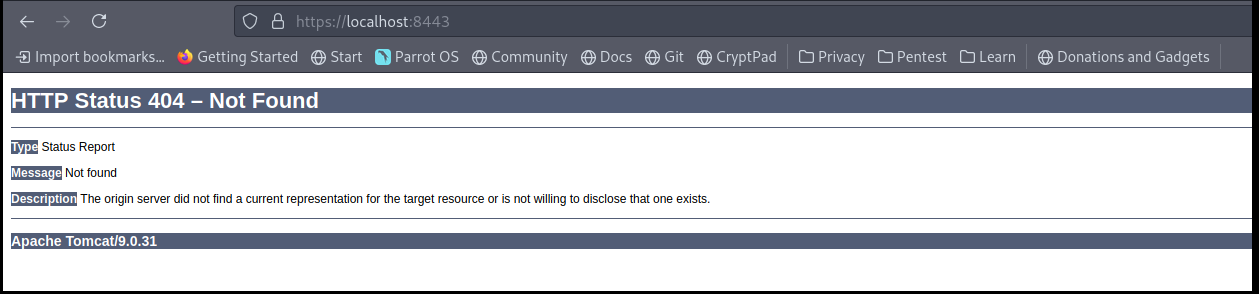 https://localhost:8443
Import bookmarks... Getting Started Start Parrot OS Community Docs Git CryptPad Privacy Pentest Learn Donations and Gadgets
HTTP Status 404 – Not Found
Type Status Report
Message Not found
Description The origin server did not find a current representation for the target resource or is not willing to disclose that one exists.
Apache Tomcat/9.0.31